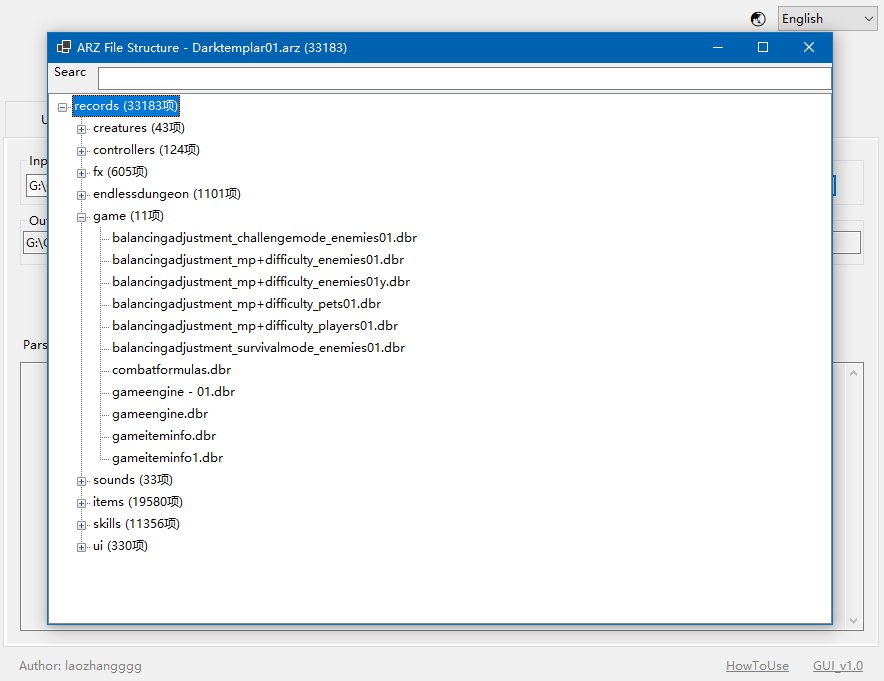 English
ARZ File Structure - Darktemplar01.arz (33183)
Searc
records (33183项)
creatures (43项)
controllers (124项)
fx (605项)
endlessdungeon (1101项)
game (11项)
balancingadjustment_challengemode_enemies01.dbr
balancingadjustment_mp+difficulty_enemies01.dbr
balancingadjustment_mp+difficulty_enemies01y.dbr
balancingadjustment_mp+difficulty_pets01.dbr
balancingadjustment_mp+difficulty_players01.dbr
balancingadjustment_survivalmode_enemies01.dbr
combatformulas.dbr
gameengine - 01.dbr
gameengine.dbr
gameiteminfo.dbr
gameiteminfo1.dbr
sounds (33项)
items (19580项)
skills (11356项)
ui (330项)
U
Inp
G:\
Out
G:\
Pars
Author: laozhangggg
HowToUse
GUI_v1.0